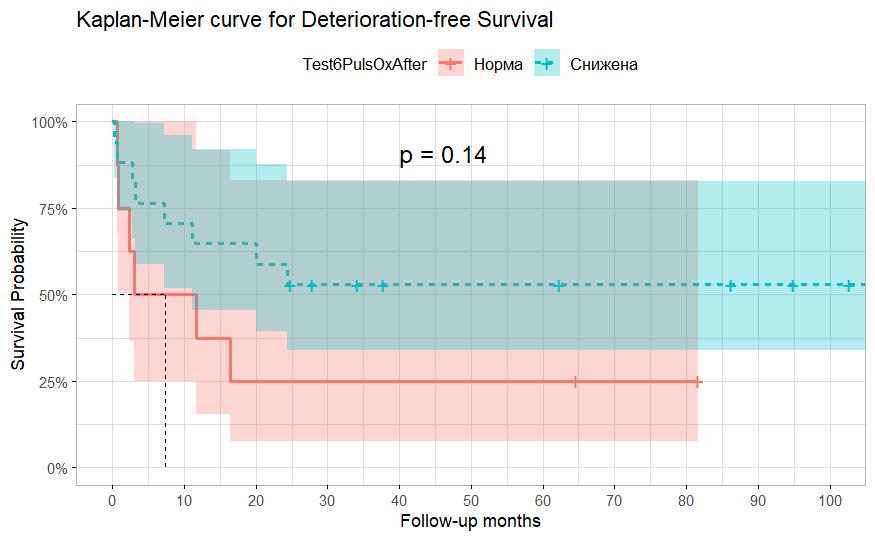 Kaplan-Meier curve for Deterioration-free Survival
Test6PulsOxAfter Норма Снижена
100%
75%
50%
25%
0%
Survival Probability
p = 0.14
0 10 20 30 40 50 60 70 80 90 100
Follow-up months